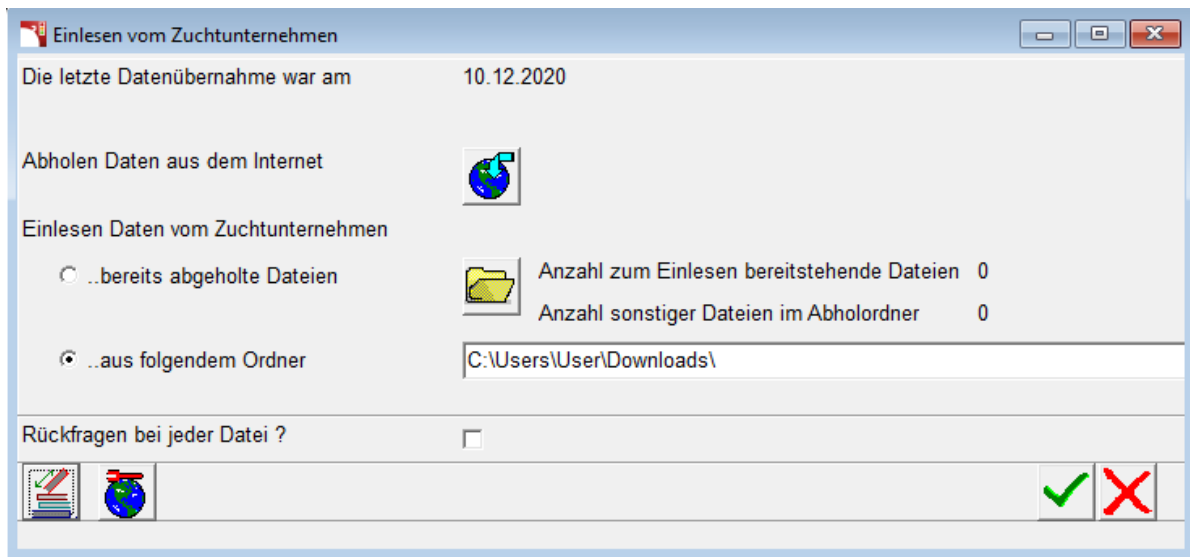 Einlesen vom Zuchtunternehmen
Die letzte Datenübernahme war am 10.12.2020
Abholen Daten aus dem Internet
Einlesen Daten vom Zuchtunternehmen
..bereits abgeholte Dateien
Anzahl zum Einlesen bereitstehende Dateien 0
Anzahl sonstiger Dateien im Abholordner 0
..aus folgendem Ordner C:\Users\User\Downloads\
Rückfragen bei jeder Datei ?